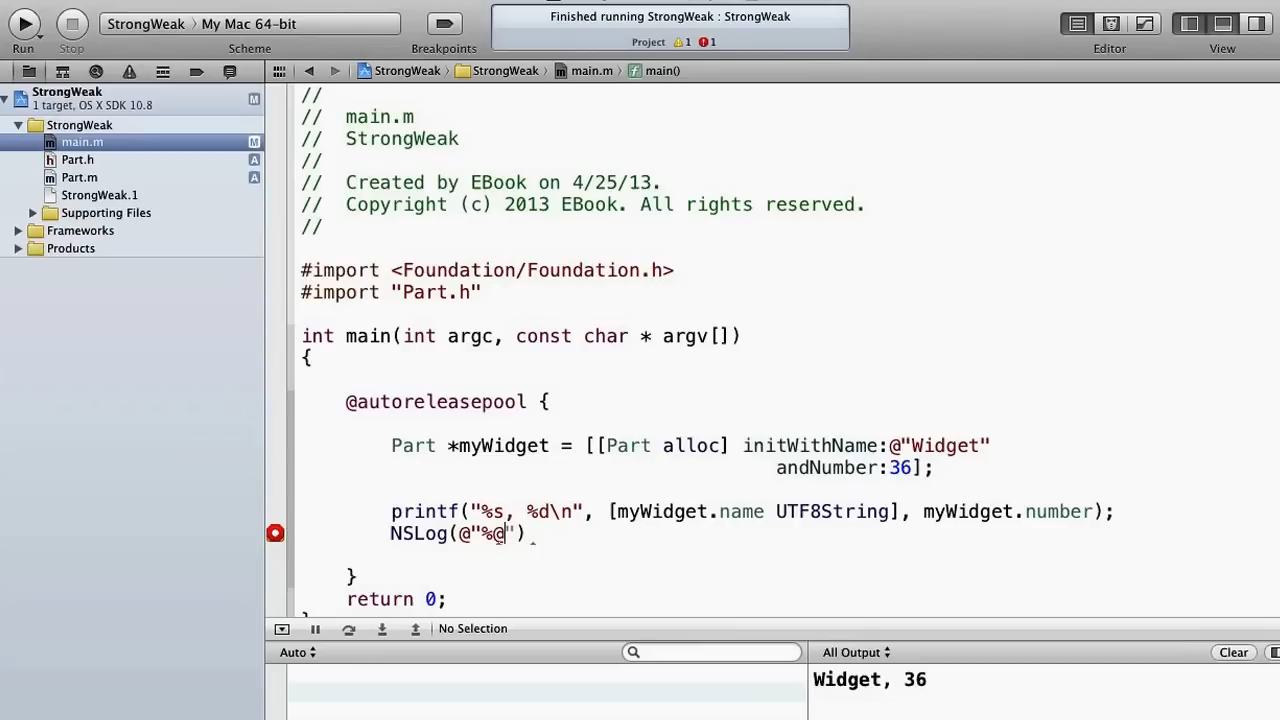 StrongWeak
My Mac 64-bit
Finished running StrongWeak : StrongWeak
Project 1 1
Run
Stop
Scheme
Breakpoints
Editor
View
StrongWeak
StrongWeak
main.m
main()
StrongWeak
M
1 target, OS X SDK 10.8
StrongWeak
main.m
M
Part.h
A
Part.m
A
StrongWeak.1
Supporting Files
Frameworks
Products
//
// main.m
// StrongWeak
//
// Created by EBook on 4/25/13.
// Copyright (c) 2013 EBook. All rights reserved.
//
#import <Foundation/Foundation.h>
#import "Part.h"
int main(int argc, const char * argv[])
{
@autoreleasepool {
Part *myWidget = [[Part alloc] initWithName:@"Widget"
andNumber:36];
printf("%s, %d\n", [myWidget.name UTF8String], myWidget.number);
NSLog(@"%@")
}
return 0;
No Selection
Auto
All Output
Clear
Widget, 36